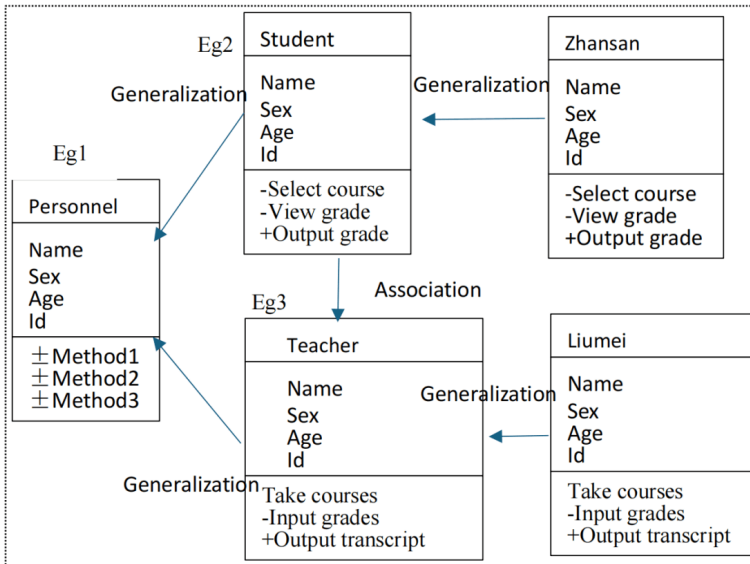 Eg2
Student
Name
Sex
Age
Id
-Select course
-View grade
+Output grade
Generalization
Zhansan
Name
Sex
Age
Id
-Select course
-View grade
+Output grade
Generalization
Eg1
Personnel
Name
Sex
Age
Id
±Method1
±Method2
±Method3
Association
Eg3
Teacher
Name
Sex
Age
Id
Take courses
-Input grades
+Output transcript
Generalization
Generalization
Liumei
Name
Sex
Age
Id
Take courses
-Input grades
+Output transcript